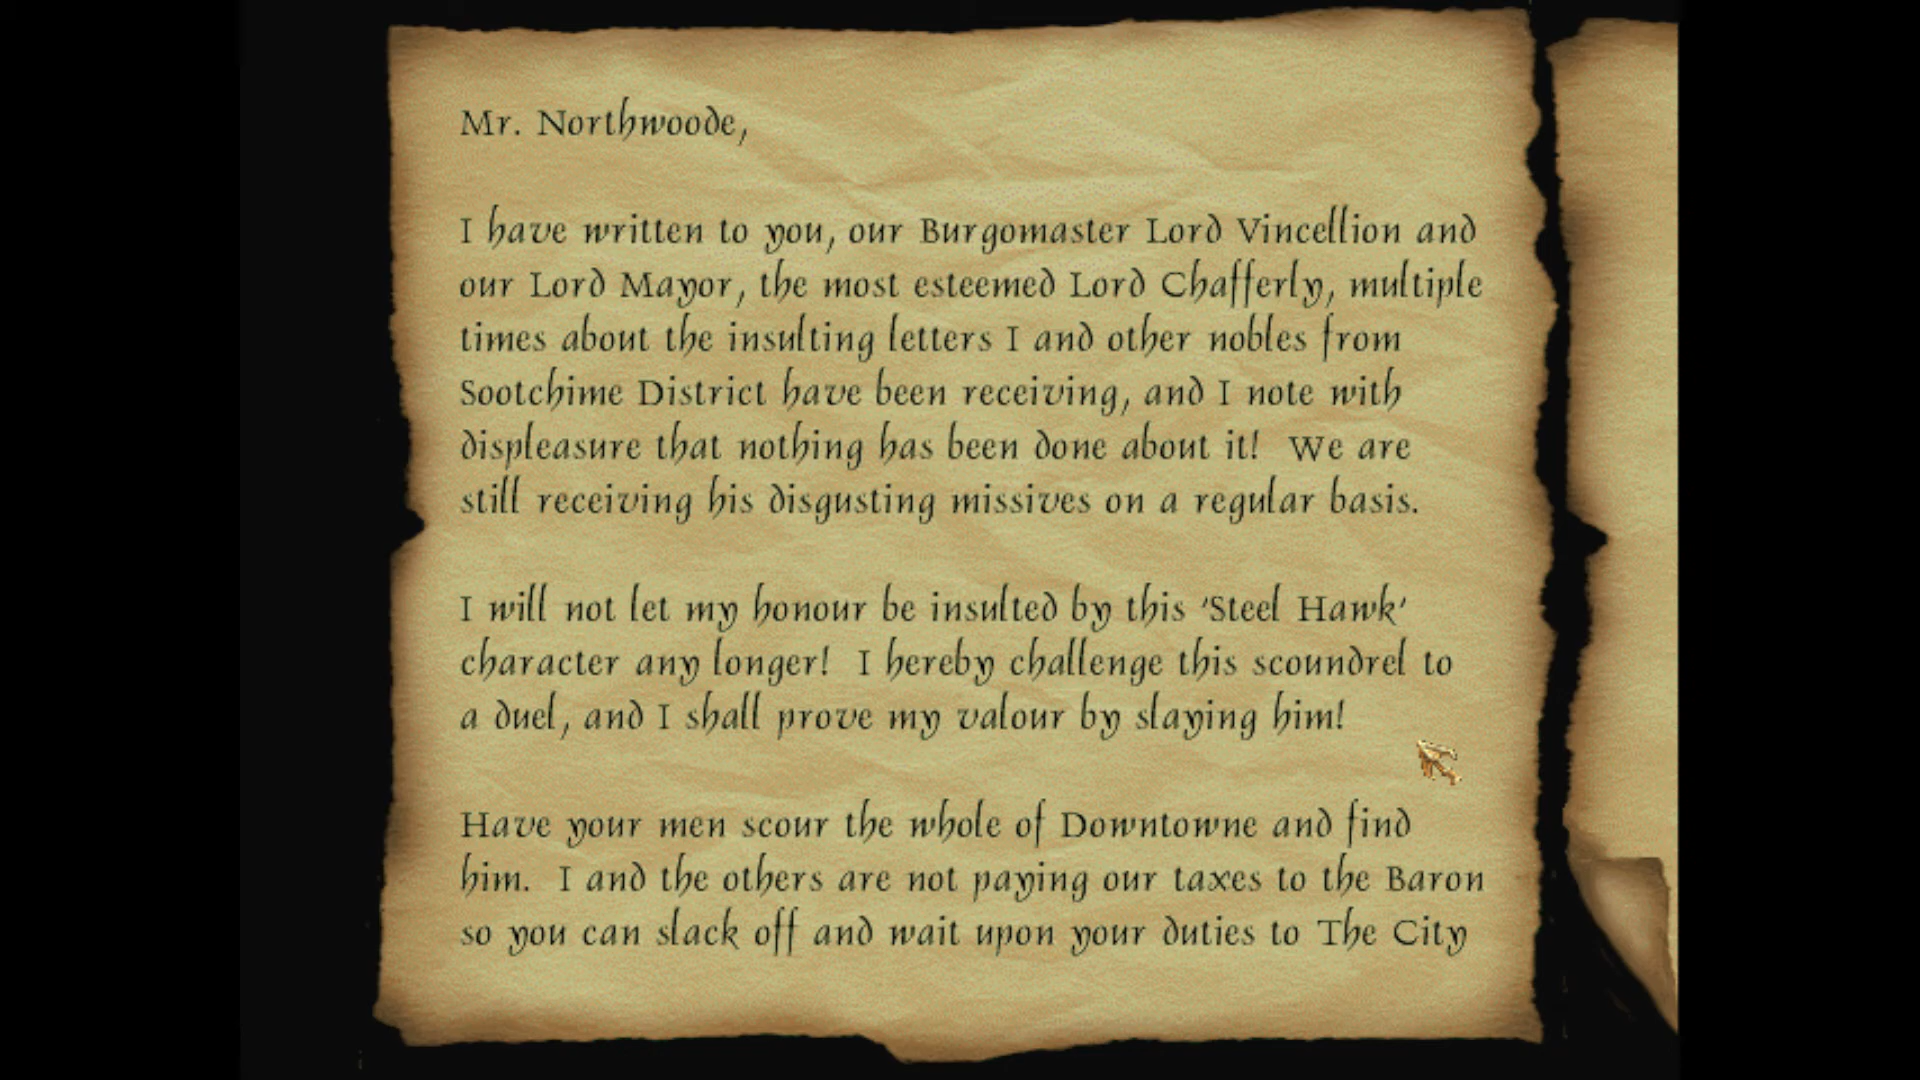 Mr. Northwoode,
I have written to you, our Burgomaster Lord Vincellion and
our Lord Mayor, the most esteemed Lord Chafferly, multiple
times about the insulting letters I and other nobles from
Sootchime District have been receiving, and I note with
displeasure that nothing has been done about it!  We are
still receiving his disgusting missives on a regular basis.
I will not let my honour be insulted by this 'Steel Hawk'
character any longer!  I hereby challenge this scoundrel to
a duel, and I shall prove my valour by slaying him!
Have your men scour the whole of Downtowne and find
him.  I and the others are not paying our taxes to the Baron
so you can slack off and wait upon your duties to The City